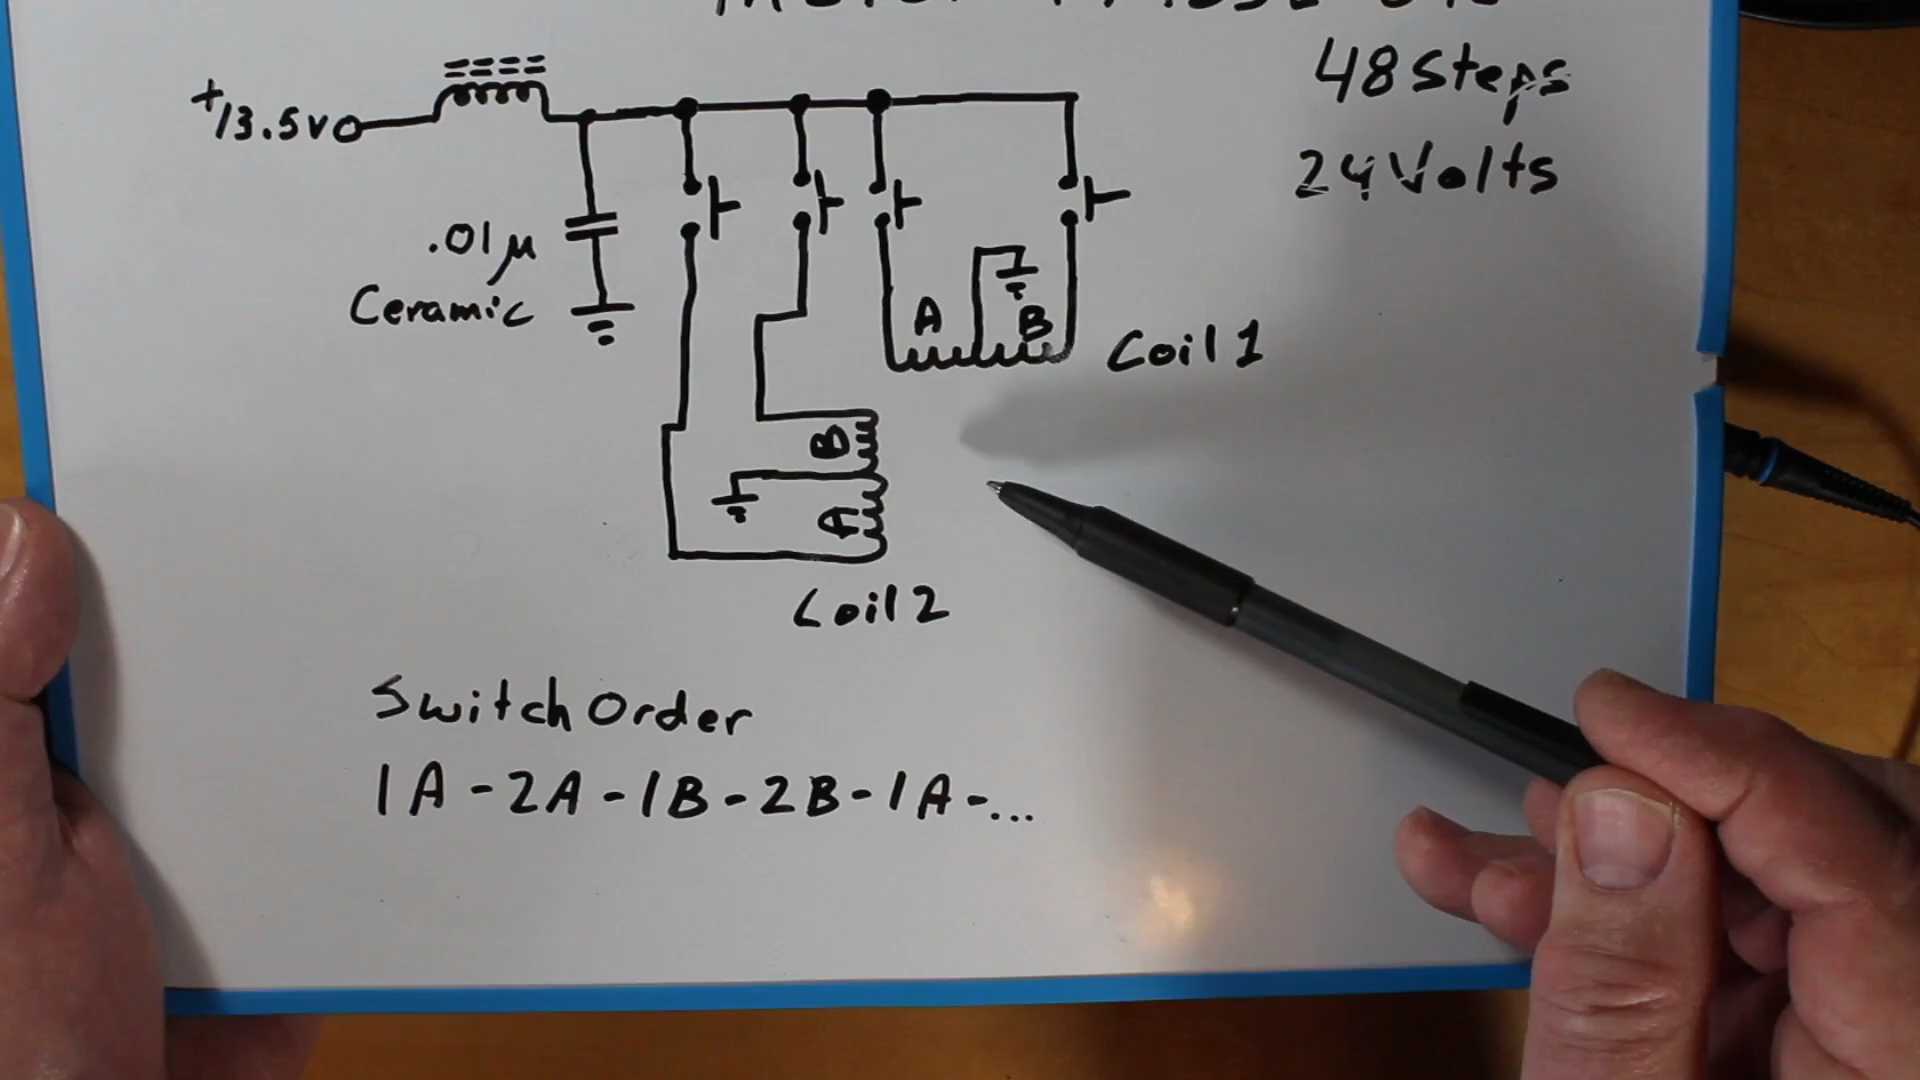 48 Steps
24 Volts
+13.5V
.01μ
Ceramic
A
B
Coil 1
B
A
Coil 2
Switch Order
1A-2A-1B-2B-1A-...